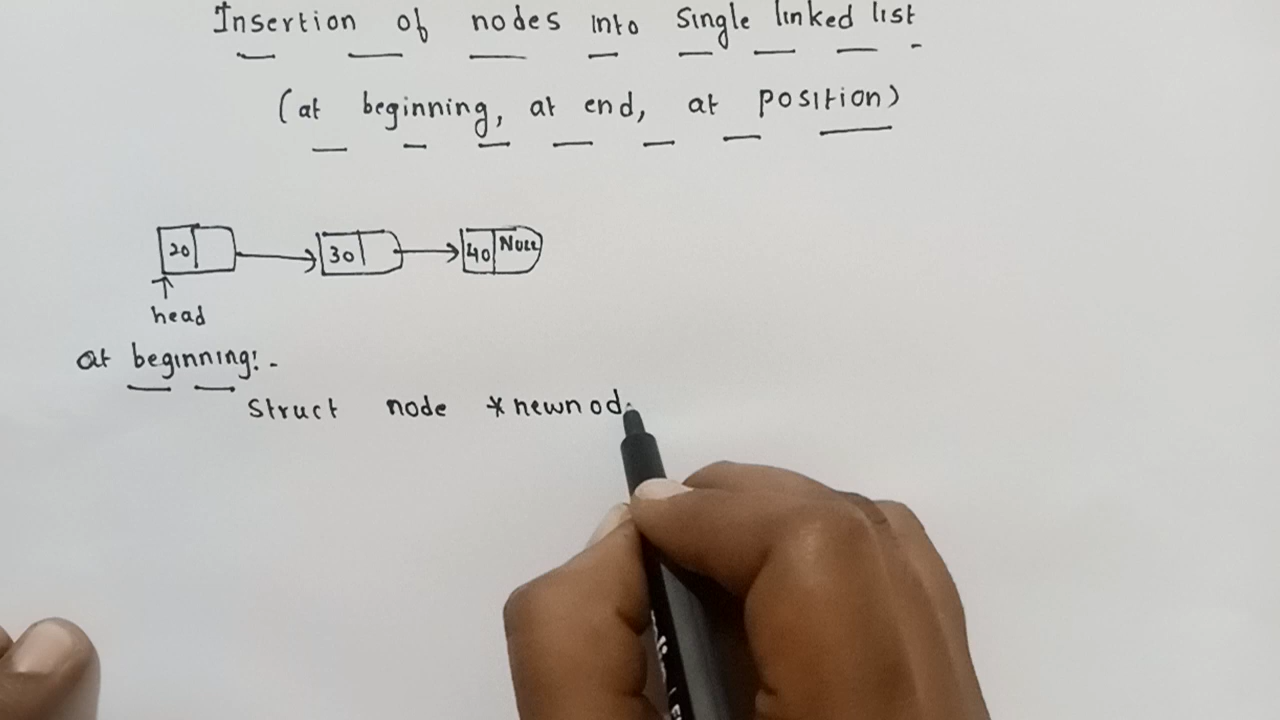 Insertion of nodes into single linked list
(at beginning, at end, at position)
20 30 40 NULL
head
at beginning:-
struct node *newnod